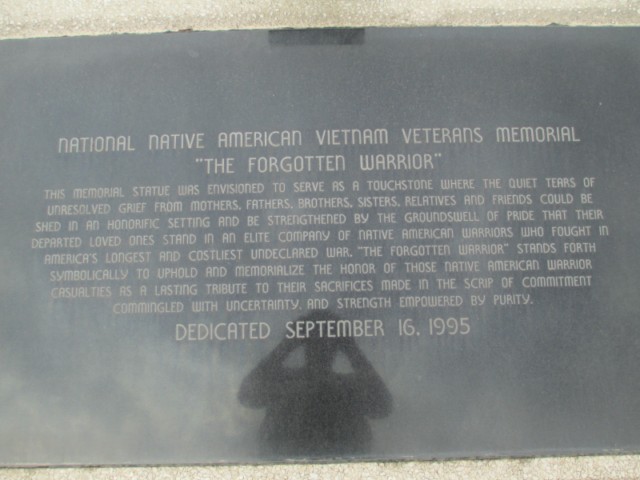 NATIONAL NATIVE AMERICAN VIETNAM VETERANS MEMORIAL
"THE FORGOTTEN WARRIOR"
THIS MEMORIAL STATUE WAS ENVISIONED TO SERVE AS A TOUCHSTONE WHERE THE QUIET TEARS OF
UNRESOLVED GRIEF FROM MOTHERS, FATHERS, BROTHERS, SISTERS, RELATIVES AND FRIENDS COULD BE
SHED IN AN HONORIFIC SETTING AND BE STRENGTHENED BY THE GROUNDSWELL OF PRIDE THAT THEIR
DEPARTED LOVED ONES STAND IN AN ELITE COMPANY OF NATIVE AMERICAN WARRIORS WHO FOUGHT IN
AMERICA'S LONGEST AND COSTLIEST UNDECLARED WAR. "THE FORGOTTEN WARRIOR" STANDS FORTH
SYMBOLICALLY TO UPHOLD AND MEMORIALIZE THE HONOR OF THOSE NATIVE AMERICAN WARRIOR
CASUALTIES AS A LASTING TRIBUTE TO THEIR SACRIFICES MADE IN THE SCRIP OF COMMITMENT
COMMINGLED WITH UNCERTAINTY, AND STRENGTH EMPOWERED BY PURITY.
DEDICATED SEPTEMBER 16, 1995